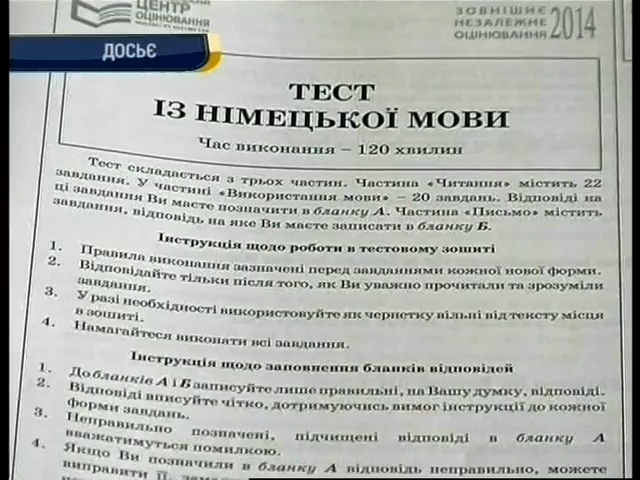 ЦЕНТР
ОЦІНЮВАННЯ
ЗОВНІШНЄ
НЕЗАЛЕЖНЕ
ОЦІНЮВАННЯ 2014
ДОСЬЄ
ТЕСТ
ІЗ НІМЕЦЬКОЇ МОВИ
Час виконання – 120 хвилин
Тест складається з трьох частин. Частина «Читання» містить 22
завдання. У частині «Використання мови» – 20 завдань. Відповіді на
ці завдання Ви маєте позначити в бланку А. Частина «Письмо» містить
завдання, відповідь на яке Ви маєте записати в бланку Б.
Інструкція щодо роботи в тестовому зошиті
1. Правила виконання зазначені перед завданнями кожної нової форми.
2. Відповідайте тільки після того, як Ви уважно прочитали та зрозуміли
завдання.
3. У разі необхідності використовуйте як чернетку вільні від тексту місця
в зошиті.
4. Намагайтеся виконати всі завдання.
Інструкція щодо заповнення бланків відповідей
1. До бланків А і Б записуйте лише правильні, на Вашу думку, відповіді.
2. Відповіді вписуйте чітко, дотримуючись вимог інструкції до кожної
форми завдань.
3. Неправильно позначені, підчищені відповіді в бланку А
вважатимуться помилкою.
4. Якщо Ви позначили в бланку А відповідь неправильно, можете
виправити її,